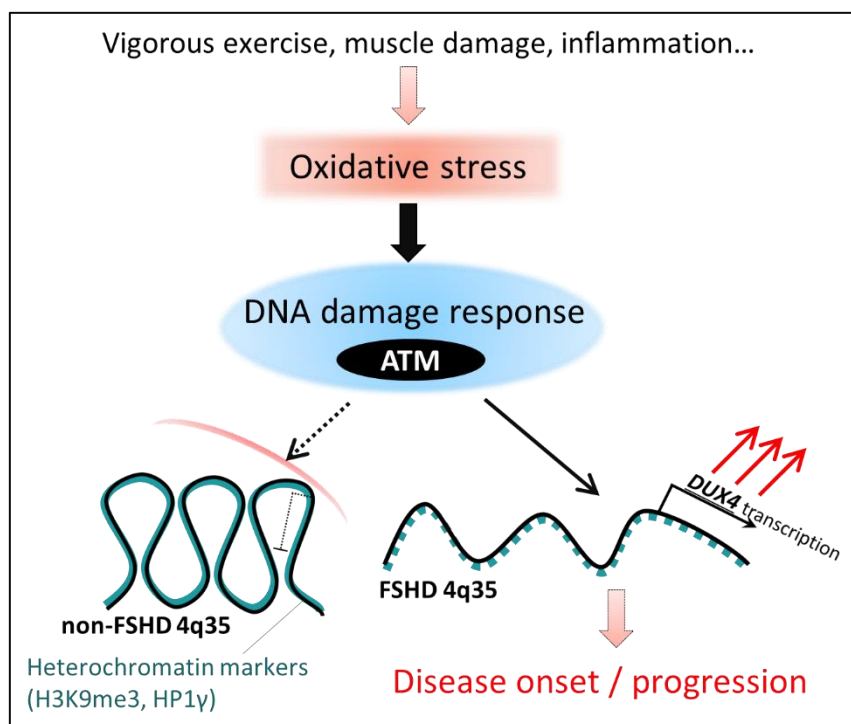 Vigorous exercise, muscle damage, inflammation…
Oxidative stress
DNA damage response
ATM
DUX4 transcription
FSHD 4q35
non-FSHD 4q35
Heterochromatin markers
(H3K9me3, HP1γ)
Disease onset / progression